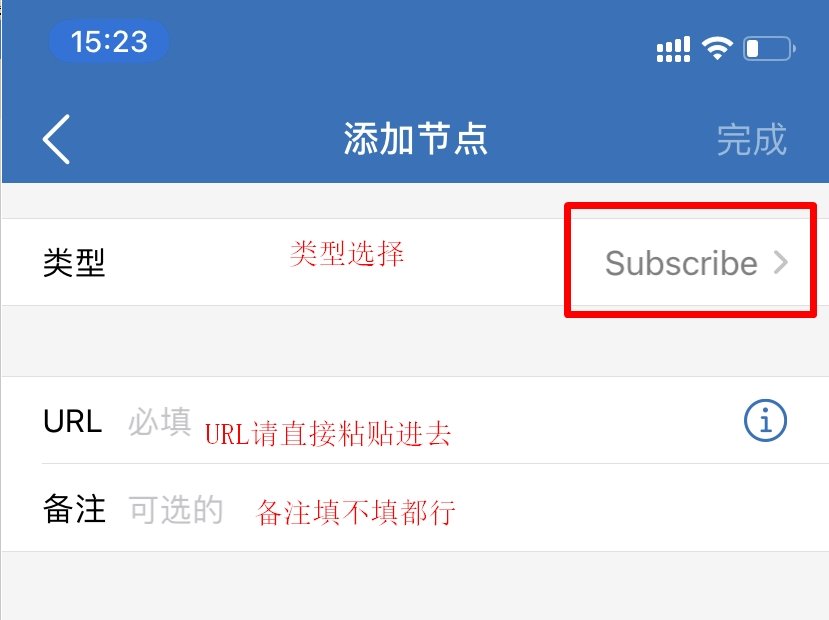 15:23
添加节点
完成
类型
类型选择
Subscribe
URL 必填
URL请直接粘贴进去
备注 可选的
备注填不填都行